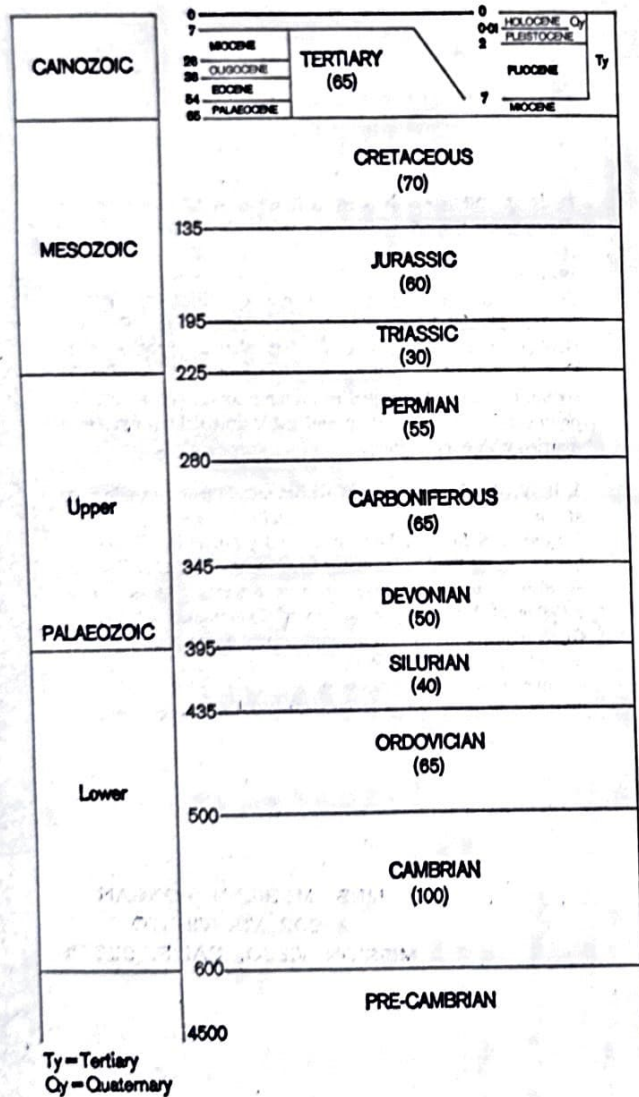 0
7
MIOCENE
26
OLIGOCENE
38
EOCENE
54
PALAEOCENE
65
TERTIARY
(65)
0
HOLOCENE Qy
0·01
PLEISTOCENE
2
PLIOCENE
Ty
7
MIOCENE
CAINOZOIC
CRETACEOUS
(70)
135
MESOZOIC
JURASSIC
(60)
195
TRIASSIC
(30)
225
PERMIAN
(55)
280
Upper
CARBONIFEROUS
(65)
345
DEVONIAN
(50)
PALAEOZOIC
395
SILURIAN
(40)
435
ORDOVICIAN
(65)
Lower
500
CAMBRIAN
(100)
600
PRE-CAMBRIAN
4500
Ty = Tertiary
Qy = Quaternary